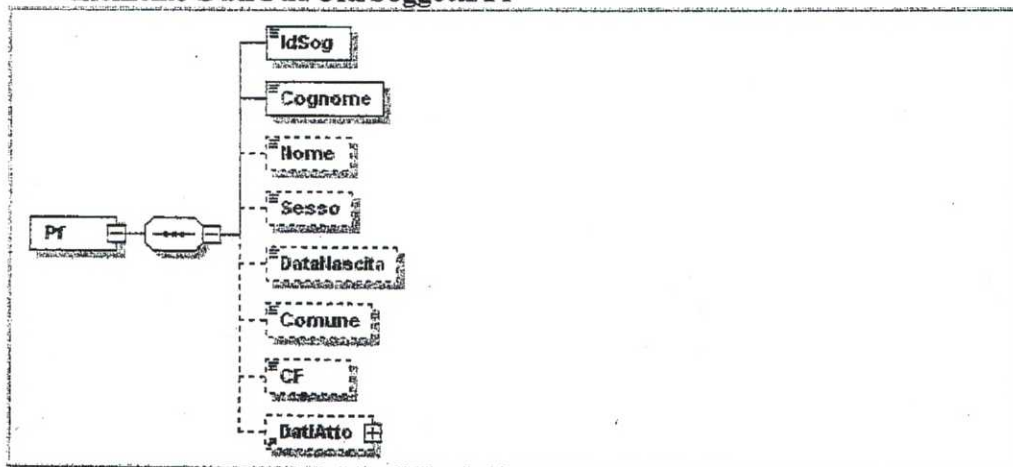 IdSog
Cognome
Nome
Sesso
Pf
DataNascita
Comune
CF
DatiAtto